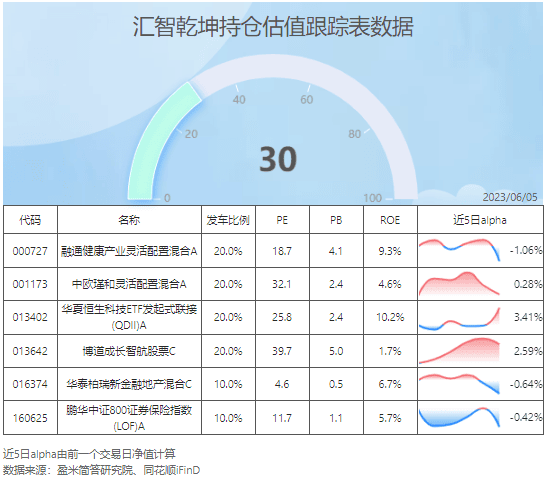 汇智乾坤持仓估值跟踪表数据
40
60
20
80
30
0
100
2023/06/05
代码 名称 发车比例 PE PB ROE 近5日alpha
000727 融通健康产业灵活配置混合A 20.0% 18.7 4.1 9.3% -1.06%
001173 中欧瑾和灵活配置混合A 20.0% 32.1 2.4 4.6% 0.28%
013402 华夏恒生科技ETF发起式联接
(QDII)A 20.0% 25.8 2.4 10.2% 3.41%
013642 博道成长智航股票C 20.0% 39.7 5.0 1.7% 2.59%
016374 华泰柏瑞新金融地产混合C 10.0% 4.6 0.5 6.7% -0.64%
160625 鹏华中证800证券保险指数
(LOF)A 10.0% 11.7 1.1 5.7% -0.42%
近5日alpha由前一个交易日净值计算
数据来源：盈米简答研究院、同花顺iFinD